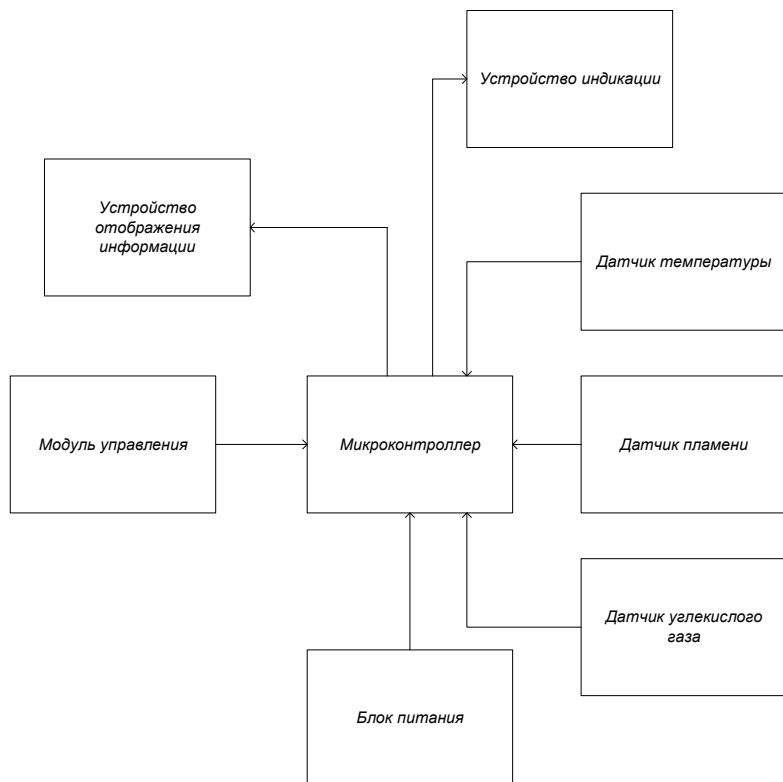 Устройство индикации
Устройство
отображения
информации
Датчик температуры
Модуль управления
Микроконтроллер
Датчик пламени
Датчик углекислого
газа
Блок питания